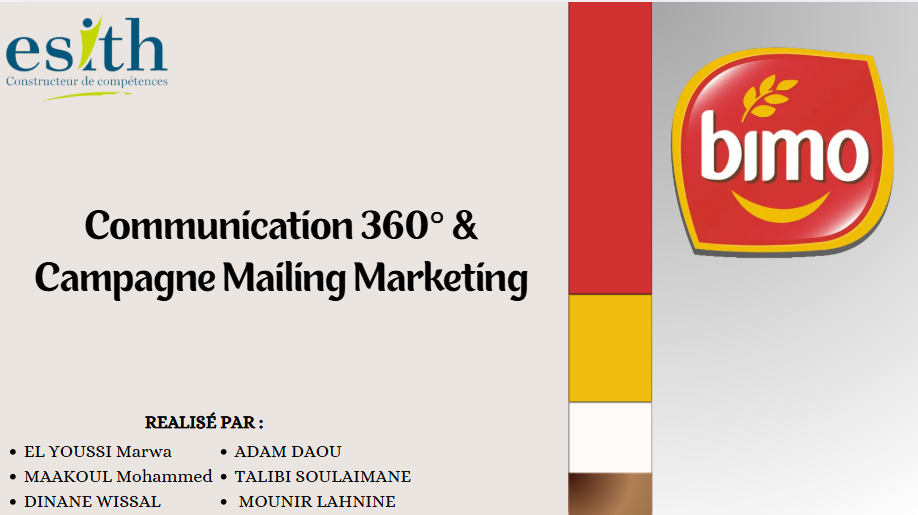 esith
Constructeur de compétences
bimo
Communication 360° &
Campagne Mailing Marketing
REALISÉ PAR :
EL YOUSSI Marwa
MAAKOUL Mohammed
DINANE WISSAL
ADAM DAOU
TALIBI SOULAIMANE
MOUNIR LAHNINE